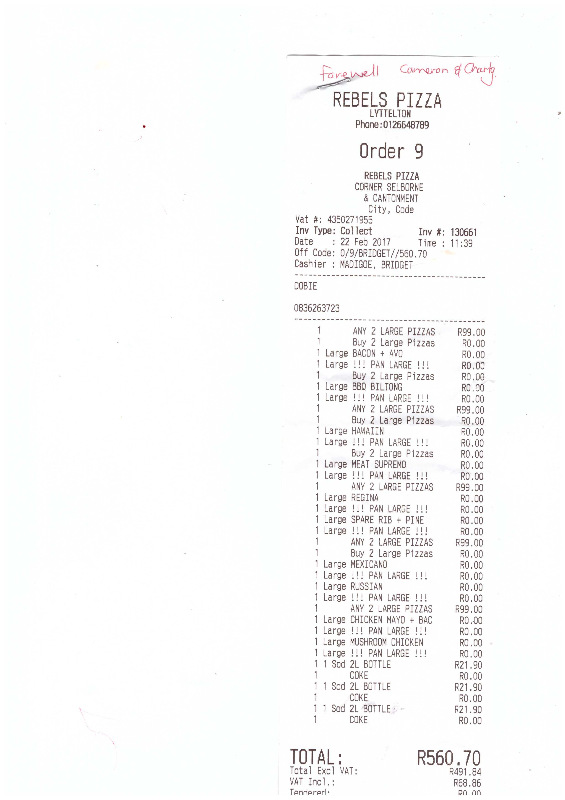 Farewell Cameron & Charty
REBELS PIZZA
LYTTELTON
Phone:0126648789
Order 9
REBELS PIZZA
CORNER SELBORNE
& CANTONMENT
City, Code
Vat #: 4350271955
Inv Type: Collect Inv #: 130661
Date : 22 Feb 2017 Time : 11:39
Off Code: 0/9/BRIDGET//560.70
Cashier : MADIGOE, BRIDGET
DOBIE
0836263723
1 ANY 2 LARGE PIZZAS R99.00
1 Buy 2 Large Pizzas R0.00
1 Large BACON + AVO R0.00
1 Large !!! PAN LARGE !!! R0.00
1 Buy 2 Large Pizzas R0.00
1 Large BBQ BILTONG R0.00
1 Large !!! PAN LARGE !!! R0.00
1 ANY 2 LARGE PIZZAS R99.00
1 Buy 2 Large Pizzas R0.00
1 Large HAWAIIN R0.00
1 Large !!! PAN LARGE !!! R0.00
1 Buy 2 Large Pizzas R0.00
1 Large MEAT SUPREMO R0.00
1 Large !!! PAN LARGE !!! R0.00
1 ANY 2 LARGE PIZZAS R99.00
1 Large REGINA R0.00
1 Large !!! PAN LARGE !!! R0.00
1 Large SPARE RIB + PINE R0.00
1 Large !!! PAN LARGE !!! R0.00
1 ANY 2 LARGE PIZZAS R99.00
1 Buy 2 Large Pizzas R0.00
1 Large MEXICANO R0.00
1 Large !!! PAN LARGE !!! R0.00
1 Large RUSSIAN R0.00
1 Large !!! PAN LARGE !!! R0.00
1 ANY 2 LARGE PIZZAS R99.00
1 Large CHICKEN MAYO + BAC R0.00
1 Large !!! PAN LARGE !!! R0.00
1 Large MUSHROOM CHICKEN R0.00
1 Large !!! PAN LARGE !!! R0.00
1 1 Sod 2L BOTTLE R21.90
1 COKE R0.00
1 1 Sod 2L BOTTLE R21.90
1 COKE R0.00
1 1 Sod 2L BOTTLE R21.90
1 COKE R0.00
TOTAL: R560.70
Total Excl VAT: R491.84
VAT Incl.: R68.86
Tendered: R0.00